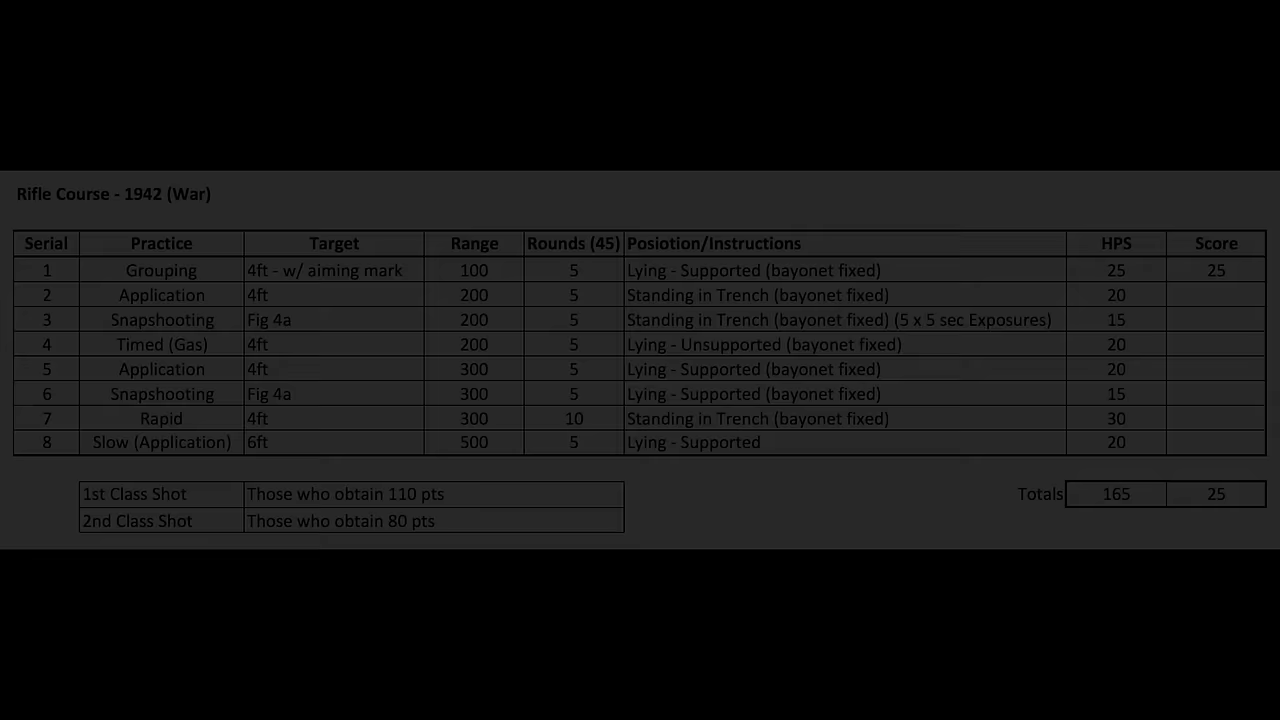 Rifle Course - 1942 (War)
Serial Practice Target Range Rounds (45) Posiotion/Instructions HPS Score
1 Grouping 4ft - w/ aiming mark 100 5 Lying - Supported (bayonet fixed) 25 25
2 Application 4ft 200 5 Standing in Trench (bayonet fixed) 20
3 Snapshooting Fig 4a 200 5 Standing in Trench (bayonet fixed) (5 x 5 sec Exposures) 15
4 Timed (Gas) 4ft 200 5 Lying - Unsupported (bayonet fixed) 20
5 Application 4ft 300 5 Lying - Supported (bayonet fixed) 20
6 Snapshooting Fig 4a 300 5 Lying - Supported (bayonet fixed) 15
7 Rapid 4ft 300 10 Standing in Trench (bayonet fixed) 30
8 Slow (Application) 6ft 500 5 Lying - Supported 20
1st Class Shot Those who obtain 110 pts Totals 165 25
2nd Class Shot Those who obtain 80 pts